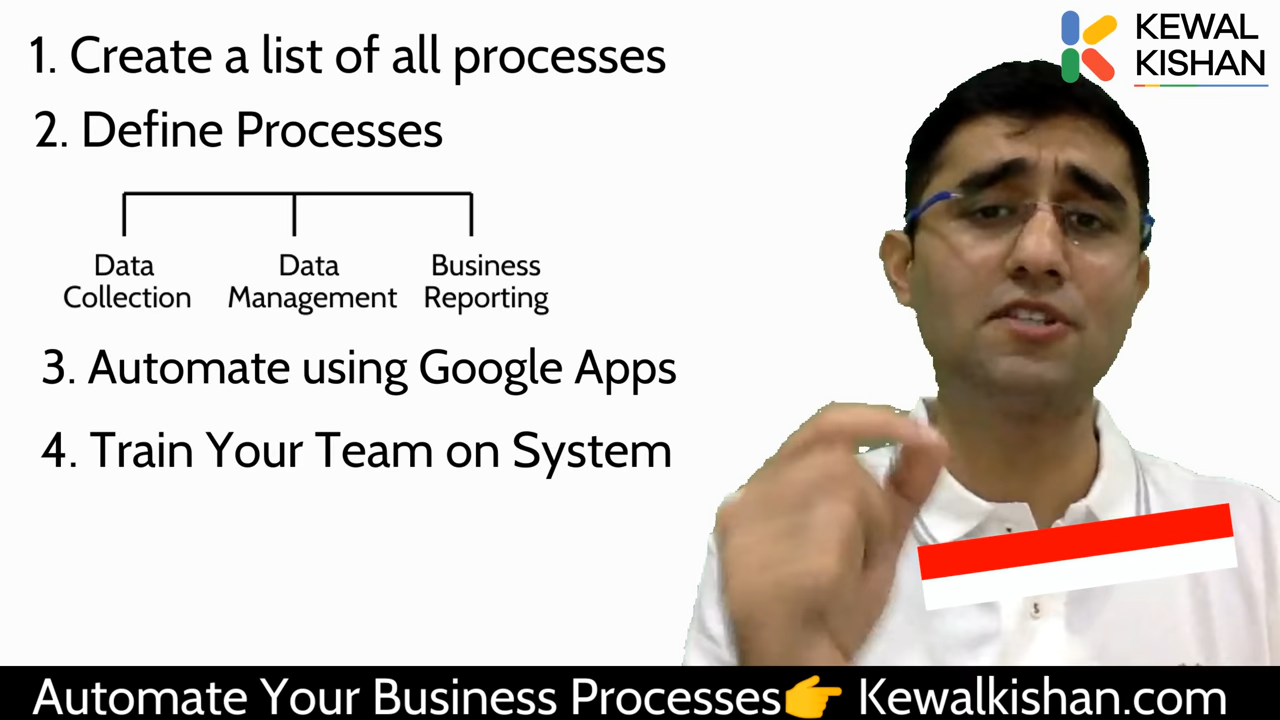 KEWAL
KISHAN
1. Create a list of all processes
2. Define Processes
Data
Collection
Data
Management
Business
Reporting
3. Automate using Google Apps
4. Train Your Team on System
Automate Your Business Processes👉 Kewalkishan.com